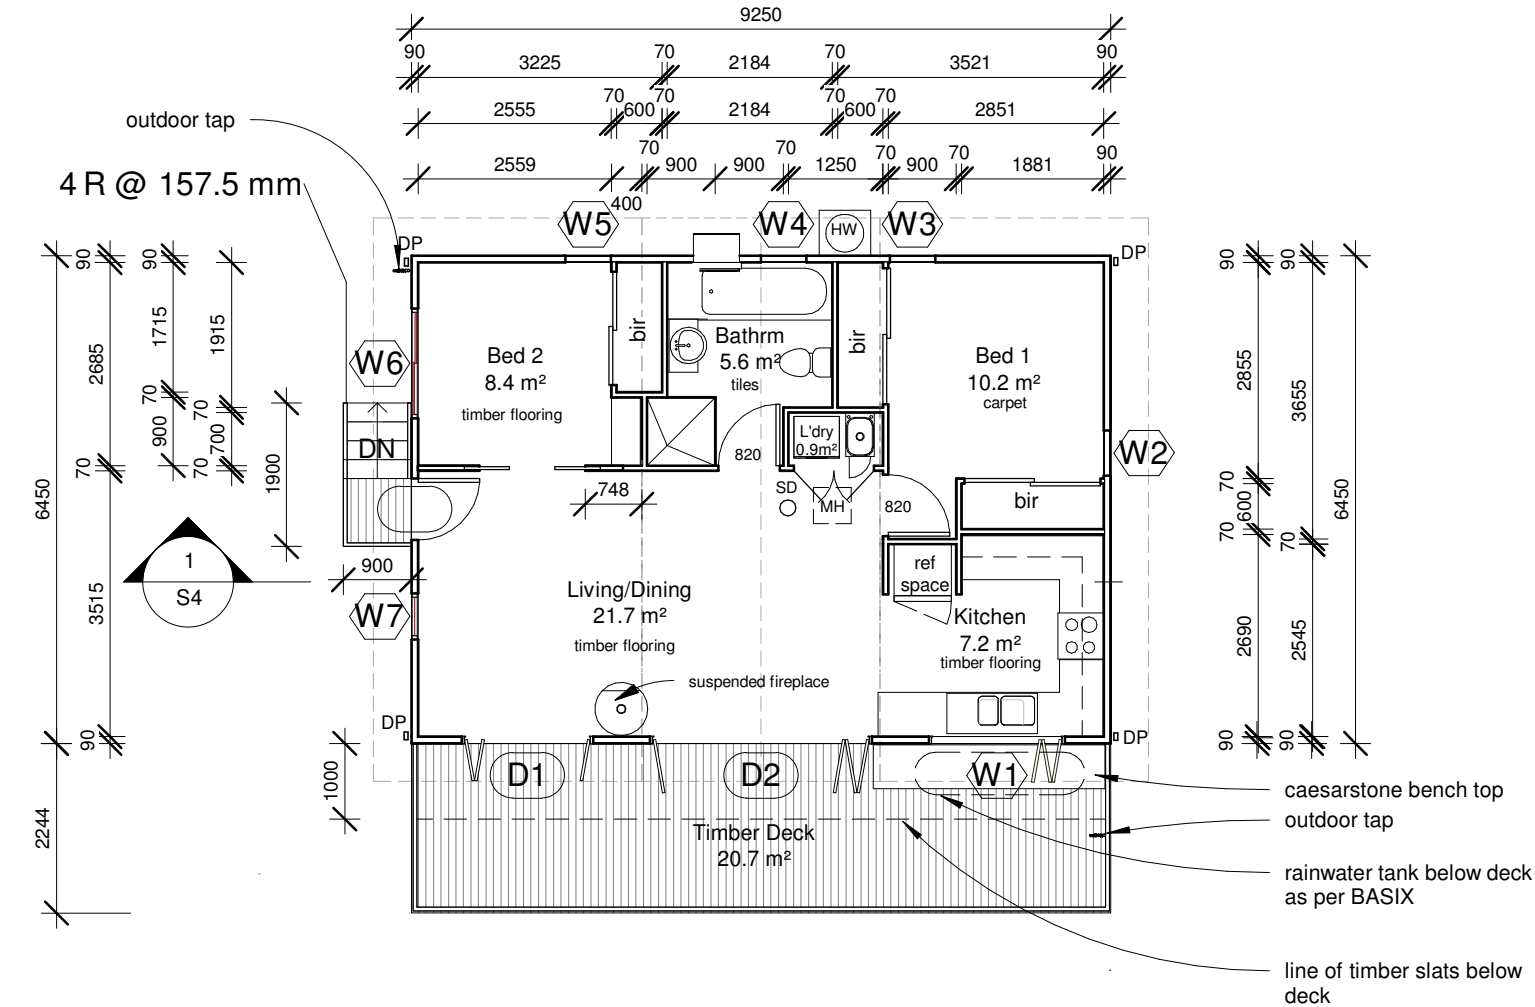 9250
90 3225 70 2184 70 3521 90
2555 70 600 70 2184 70 600 70 2851
2559 400 70 900 900 70 1250 70 900 70 1881 90
outdoor tap
4 R @ 157.5 mm
W5
W4
HW
W3
DP
DP
90
90
1715
1915
2685
W6
Bed 2
8.4 m²
timber flooring
bir
Bathrm
5.6 m²
tiles
bir
Bed 1
10.2 m²
carpet
90
90
2855
3655
70
70
900
700
70
70
DN
1900
6450
820
L'dry
0.9m²
W2
70
600
70
70
6450
748
SD
MH
820
bir
1
S4
900
3515
W7
Living/Dining
21.7 m²
timber flooring
ref
space
Kitchen
7.2 m²
timber flooring
2690
2545
suspended fireplace
DP
DP
90
90
90
1000
D1
D2
W1
2244
Timber Deck
20.7 m²
caesarstone bench top
outdoor tap
rainwater tank below deck
as per BASIX
line of timber slats below
deck